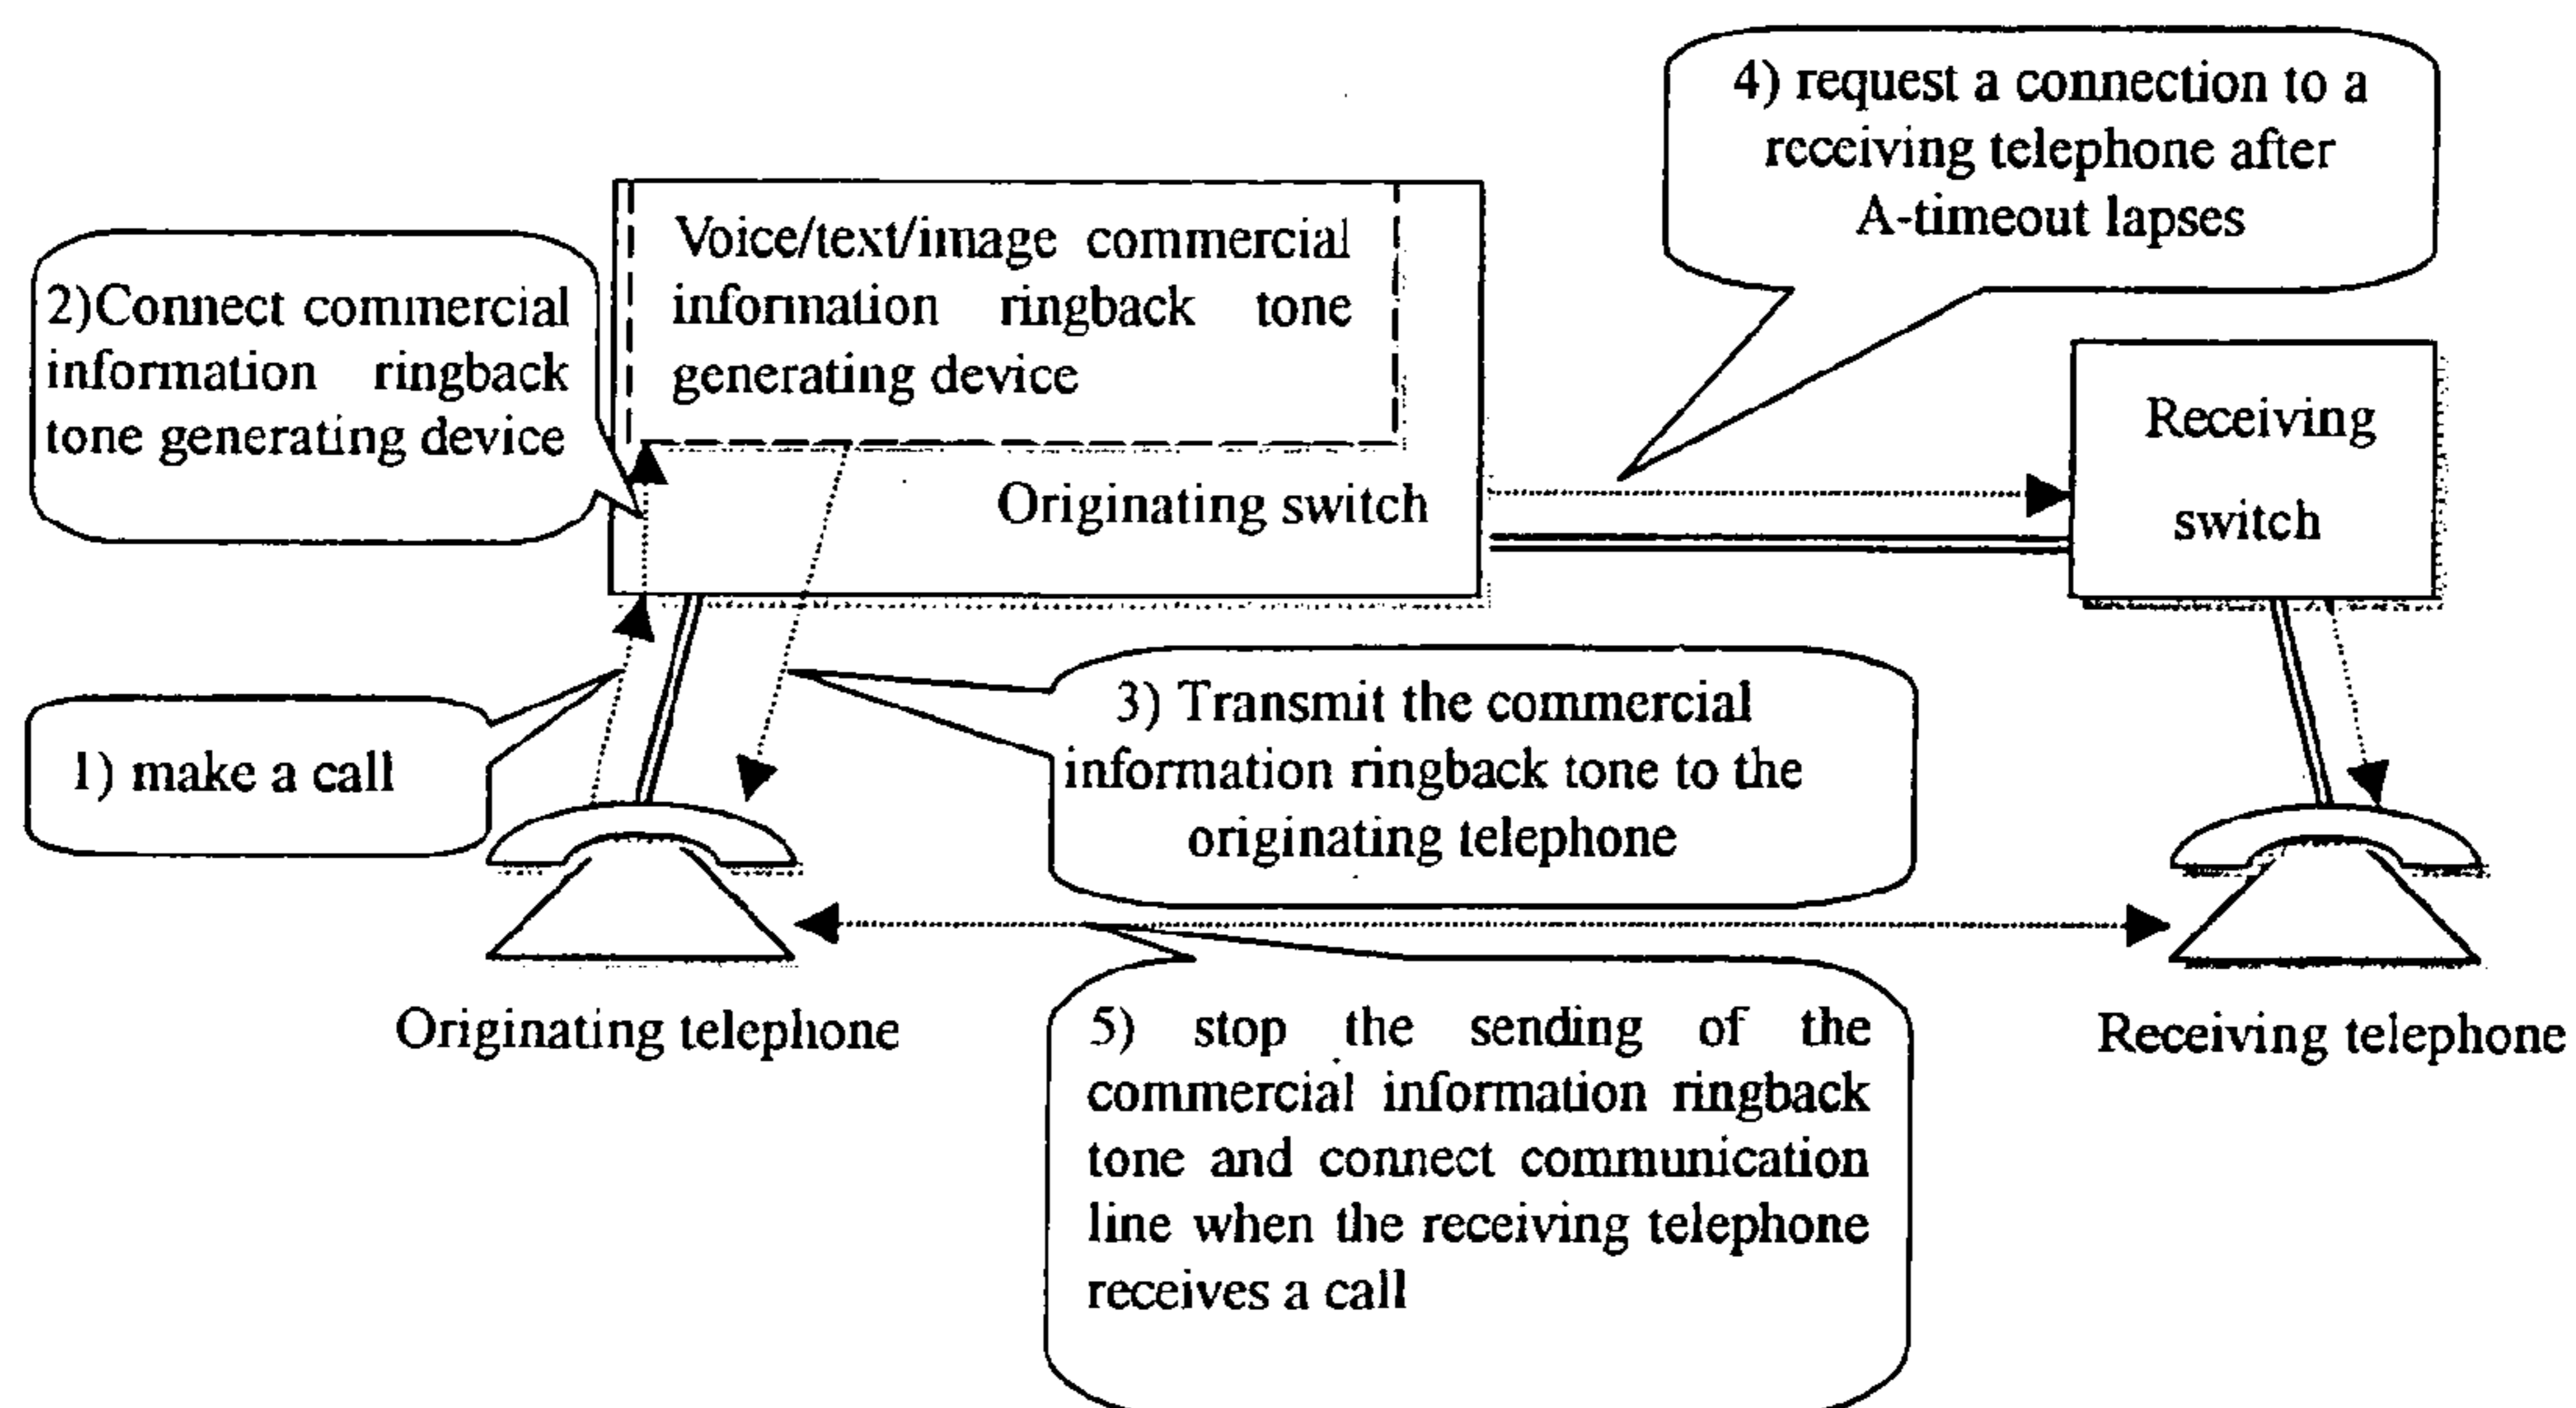 4) request a connection to a
receiving telephone after
A-timeout lapses
Voice/text/image commercial
information ringback tone
generating device
2)Connect commercial
information ringback
tone generating device
Originating switch
Receiving
switch
1) make a call
3) Transmit the commercial
information ringback tone to the
originating telephone
Originating telephone
Receiving telephone
5) stop the sending of the
commercial information ringback
tone and connect communication
line when the receiving telephone
receives a call